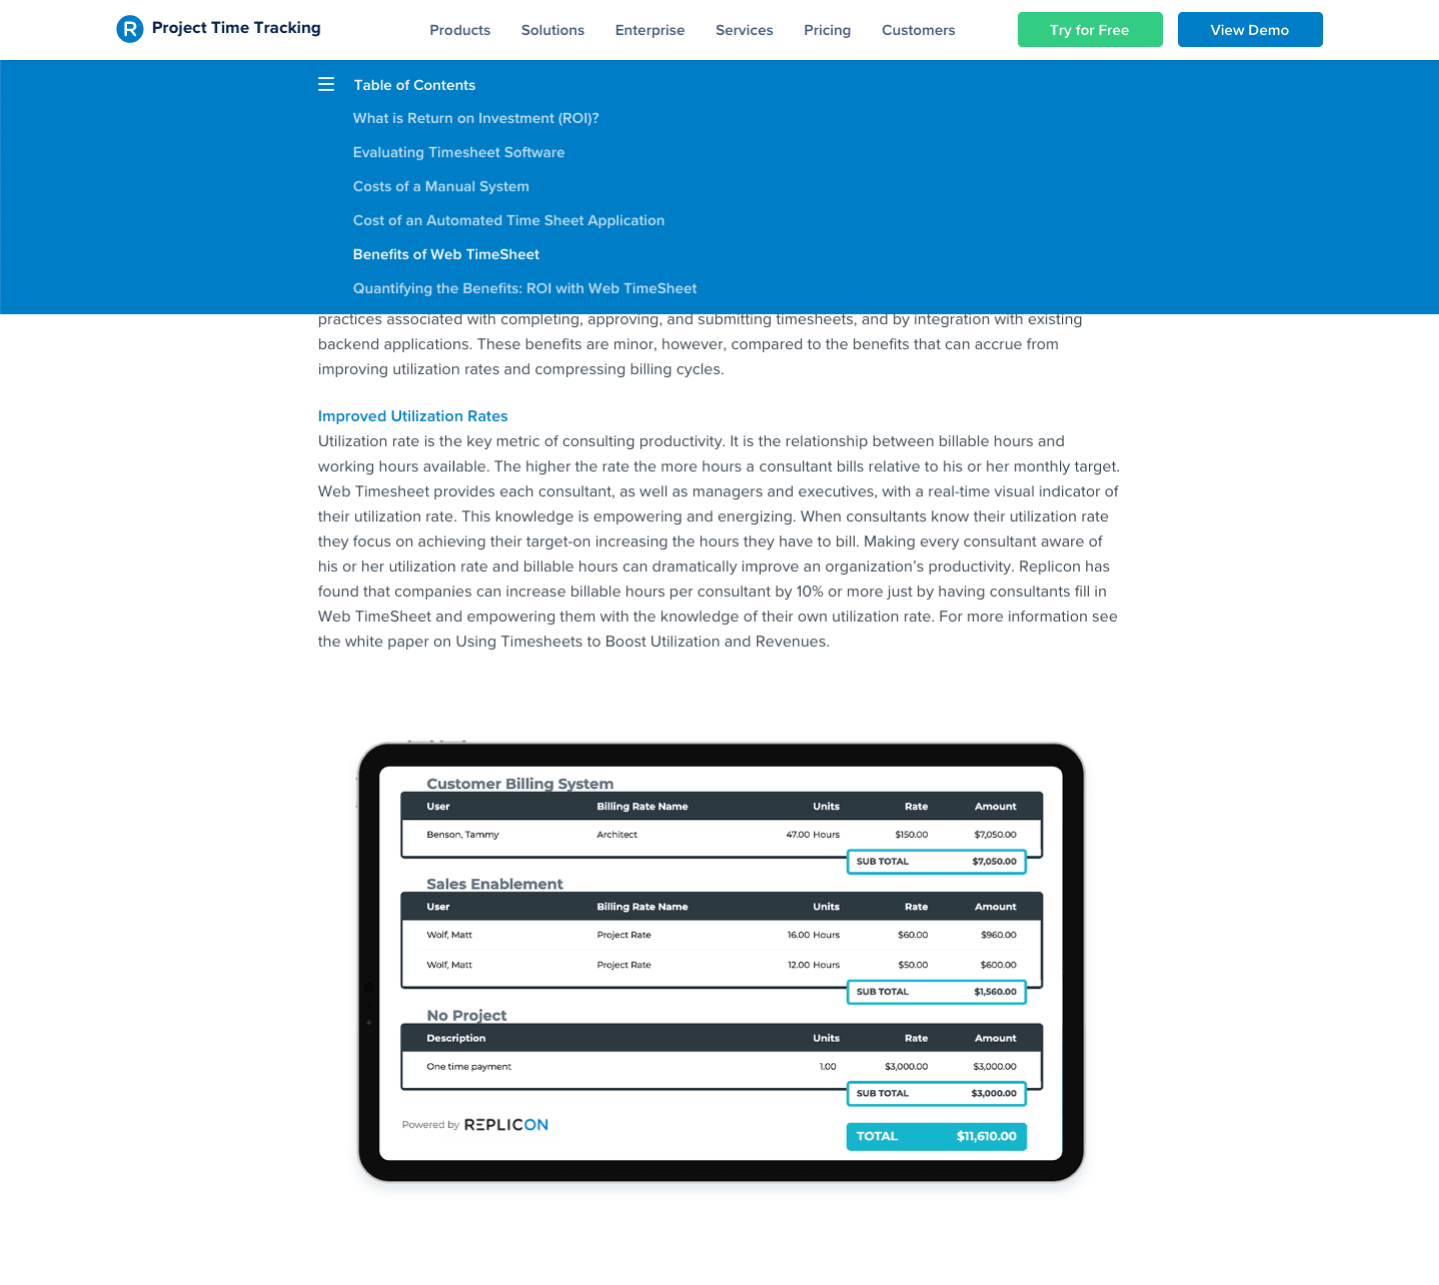 R Project Time Tracking Products Solutions Enterprise Services Pricing Customers Try for Free View Demo
Table of Contents
What is Return on Investment (ROI)?
Evaluating Timesheet Software
Costs of a Manual System
Cost of an Automated Time Sheet Application
Benefits of Web TimeSheet
Quantifying the Benefits: ROI with Web TimeSheet
practices associated with completing, approving, and submitting timesheets, and by integration with existing
backend applications. These benefits are minor, however, compared to the benefits that can accrue from
improving utilization rates and compressing billing cycles.
Improved Utilization Rates
Utilization rate is the key metric of consulting productivity. It is the relationship between billable hours and
working hours available. The higher the rate the more hours a consultant bills relative to his or her monthly target.
Web Timesheet provides each consultant, as well as managers and executives, with a real-time visual indicator of
their utilization rate. This knowledge is empowering and energizing. When consultants know their utilization rate
they focus on achieving their target-on increasing the hours they have to bill. Making every consultant aware of
his or her utilization rate and billable hours can dramatically improve an organization’s productivity. Replicon has
found that companies can increase billable hours per consultant by 10% or more just by having consultants fill in
Web TimeSheet and empowering them with the knowledge of their own utilization rate. For more information see
the white paper on Using Timesheets to Boost Utilization and Revenues.
Customer Billing System
User Billing Rate Name Units Rate Amount
Benson, Tammy Architect 47.00 Hours $150.00 $7,050.00
SUB TOTAL $7,050.00
Sales Enablement
User Billing Rate Name Units Rate Amount
Wolf, Matt Project Rate 16.00 Hours $60.00 $960.00
Wolf, Matt Project Rate 12.00 Hours $50.00 $600.00
SUB TOTAL $1,560.00
No Project
Description Units Rate Amount
One time payment 1.00 $3,000.00 $3,000.00
SUB TOTAL $3,000.00
Powered by REPLICON
TOTAL $11,610.00